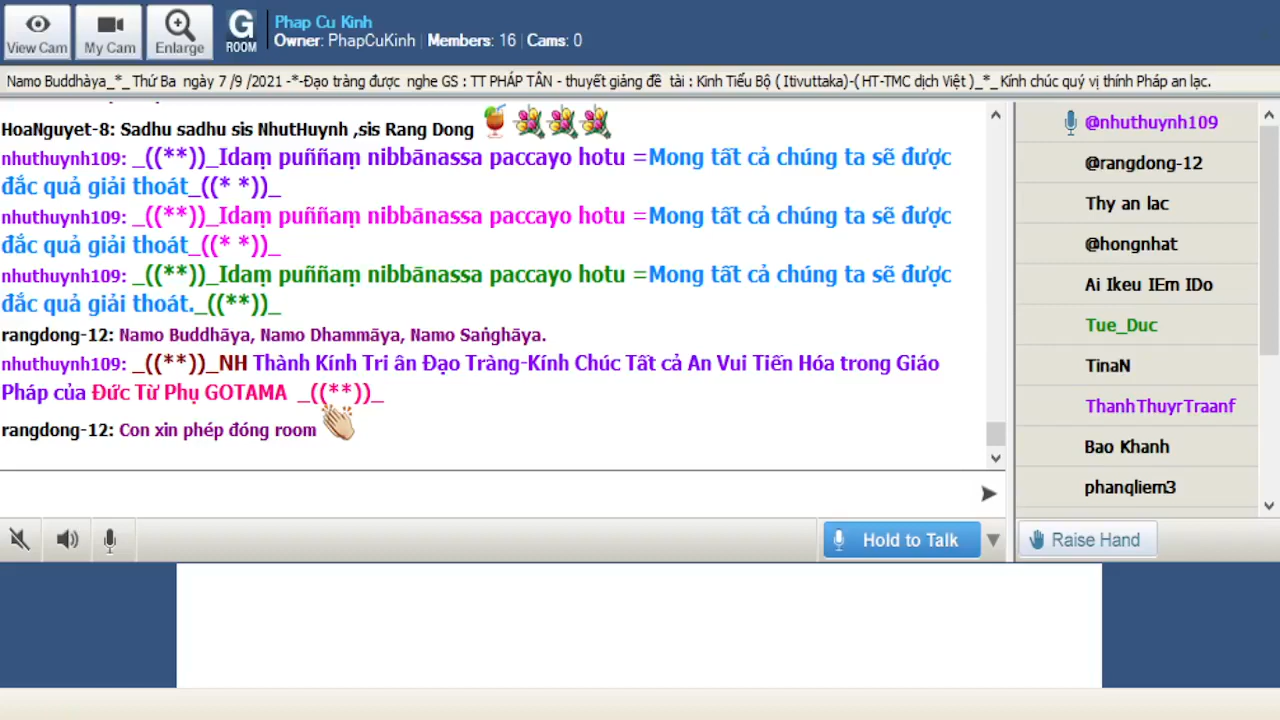 View Cam
My Cam
Enlarge
G
ROOM
Phap Cu Kinh
Owner: PhapCuKinh | Members: 16 | Cams: 0
Namo Buddhàya_*_ Thứ Ba ngày 7 /9 /2021 -*-Đạo tràng được nghe GS : TT PHÁP TÂN - thuyết giảng đề tài : Kinh Tiểu Bộ ( Itivuttaka)-( HT-TMC dịch Việt )_*_ Kính chúc quý vị thính Pháp an lạc.
HoaNguyet-8: Sadhu sadhu sis NhutHuynh ,sis Rang Dong
nhuthuynh109: _((**))_Idaṃ puññaṃ nibbānassa paccayo hotu =Mong tất cả chúng ta sẽ được
đắc quả giải thoát_((* *))_
nhuthuynh109: _((**))_Idaṃ puññaṃ nibbānassa paccayo hotu =Mong tất cả chúng ta sẽ được
đắc quả giải thoát_((* *))_
nhuthuynh109: _((**))_Idaṃ puññaṃ nibbānassa paccayo hotu =Mong tất cả chúng ta sẽ được
đắc quả giải thoát._((**))_
rangdong-12: Namo Buddhāya, Namo Dhammāya, Namo Saṅghāya.
nhuthuynh109: _((**))_NH Thành Kính Tri ân Đạo Tràng-Kính Chúc Tất cả An Vui Tiến Hóa trong Giáo
Pháp của Đức Từ Phụ GOTAMA _((**))_
rangdong-12: Con xin phép đóng room
@nhuthuynh109
@rangdong-12
Thy an lac
@hongnhat
Ai Ikeu IEm IDo
Tue_Duc
TinaN
ThanhThuyrTraanf
Bao Khanh
phanqliem3
Hold to Talk
Raise Hand